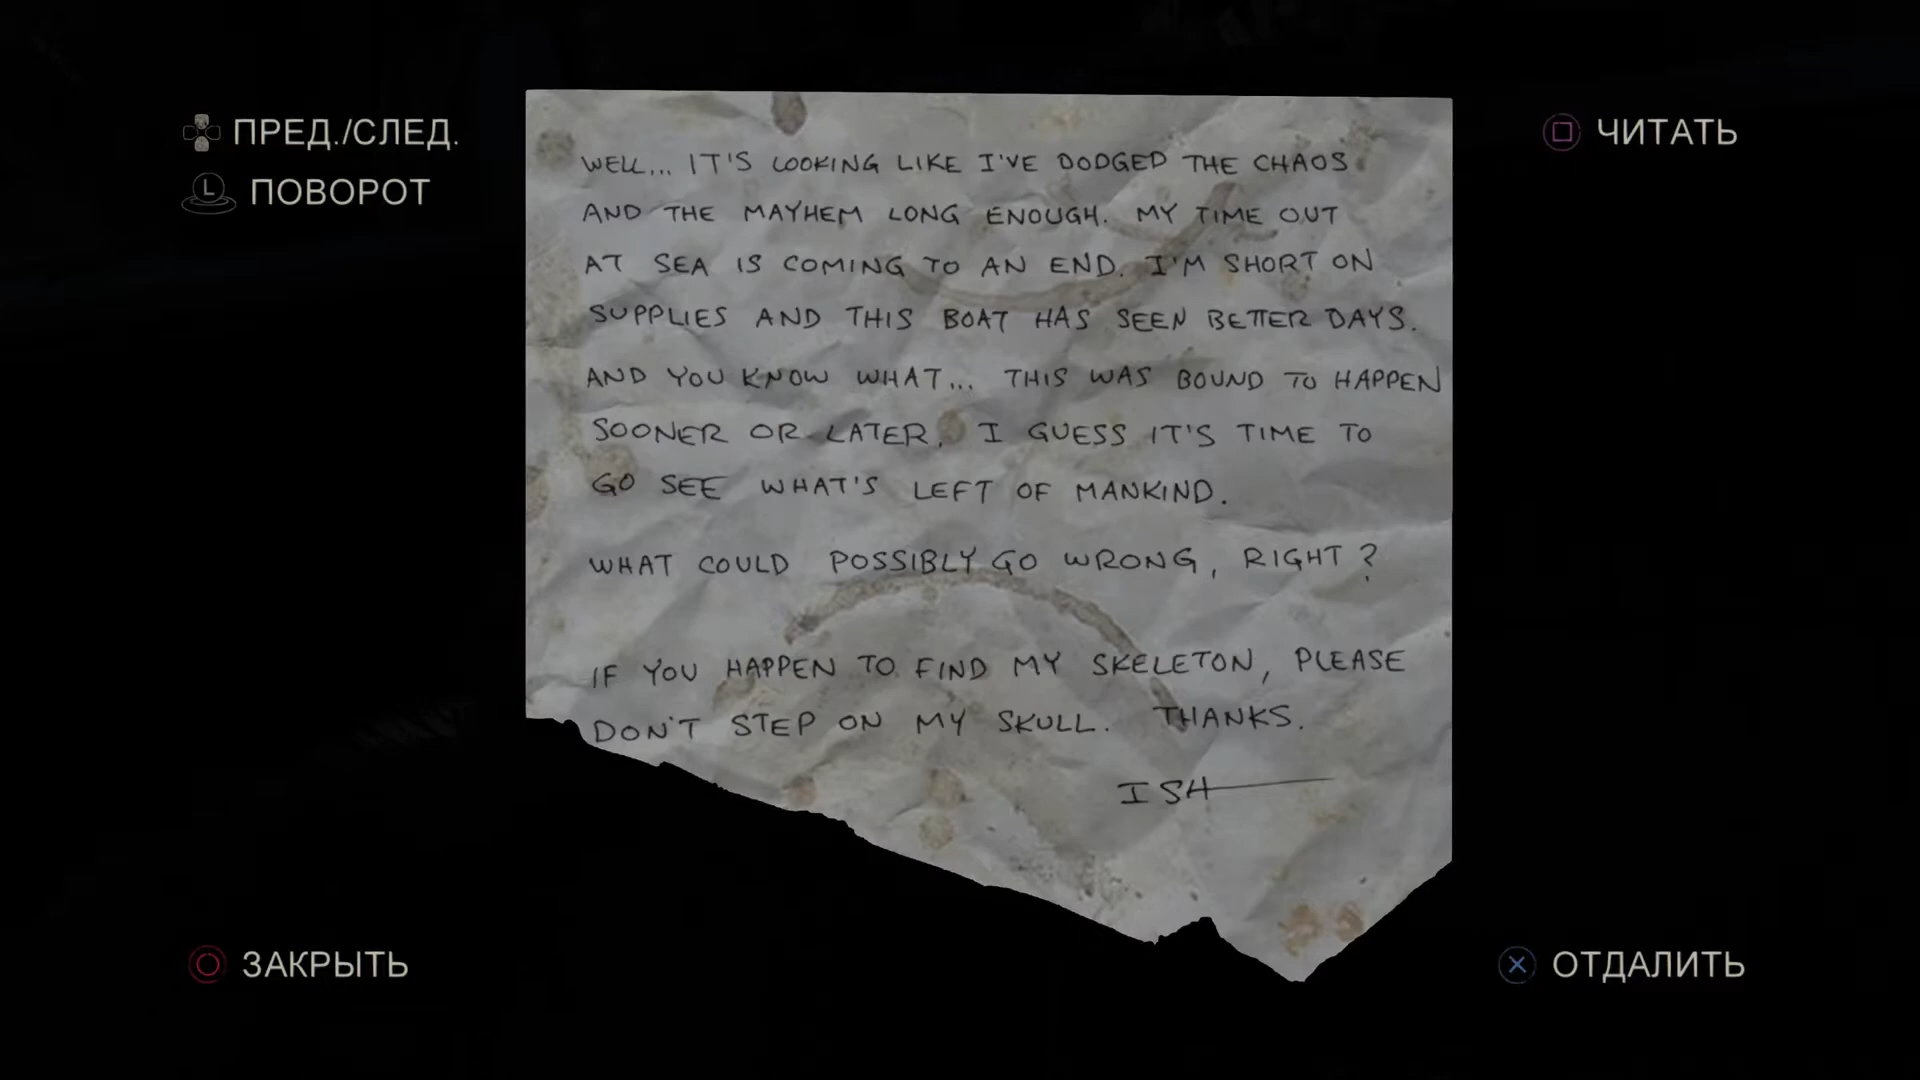 ПРЕД./СЛЕД.
L ПОВОРОТ
ЧИТАТЬ
WELL... IT'S LOOKING LIKE I'VE DODGED THE CHAOS
AND THE MAYHEM LONG ENOUGH. MY TIME OUT
AT SEA IS COMING TO AN END. I'M SHORT ON
SUPPLIES AND THIS BOAT HAS SEEN BETTER DAYS.
AND YOU KNOW WHAT... THIS WAS BOUND TO HAPPEN
SOONER OR LATER. I GUESS IT'S TIME TO
GO SEE WHAT'S LEFT OF MANKIND.
WHAT COULD POSSIBLY GO WRONG, RIGHT?
IF YOU HAPPEN TO FIND MY SKELETON, PLEASE
DON'T STEP ON MY SKULL. THANKS.
ISH
ЗАКРЫТЬ
ОТДАЛИТЬ